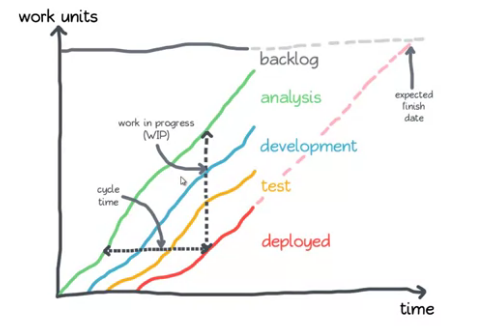 work units
backlog
analysis
expected
finish
date
work in progress
(WIP)
development
cycle
time
test
deployed
time